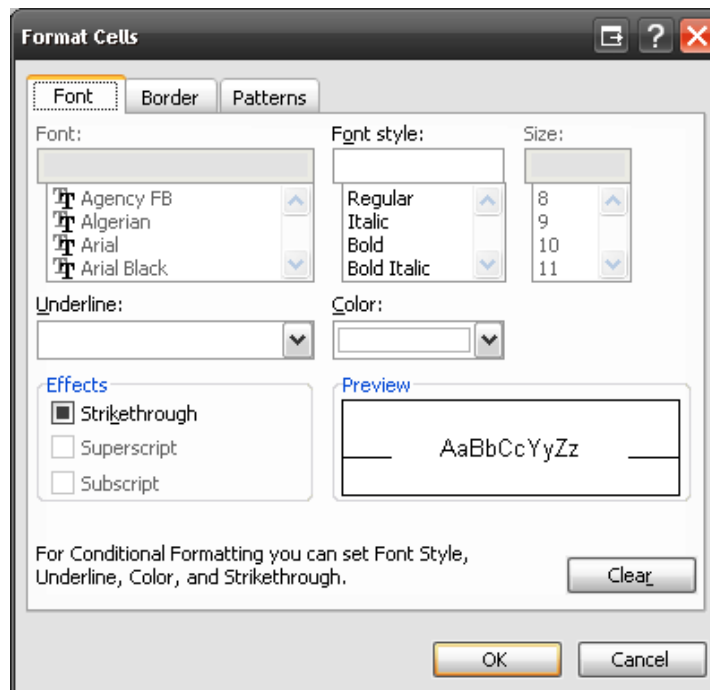 Format Cells
Font Border Patterns
Font: Font style: Size:
Agency FB Regular 8
Algerian Italic 9
Arial Bold 10
Arial Black Bold Italic 11
Underline: Color:
Effects Preview
Strikethrough
AaBbCcYyZz
Superscript
Subscript
For Conditional Formatting you can set Font Style,
Underline, Color, and Strikethrough.
Clear
OK Cancel